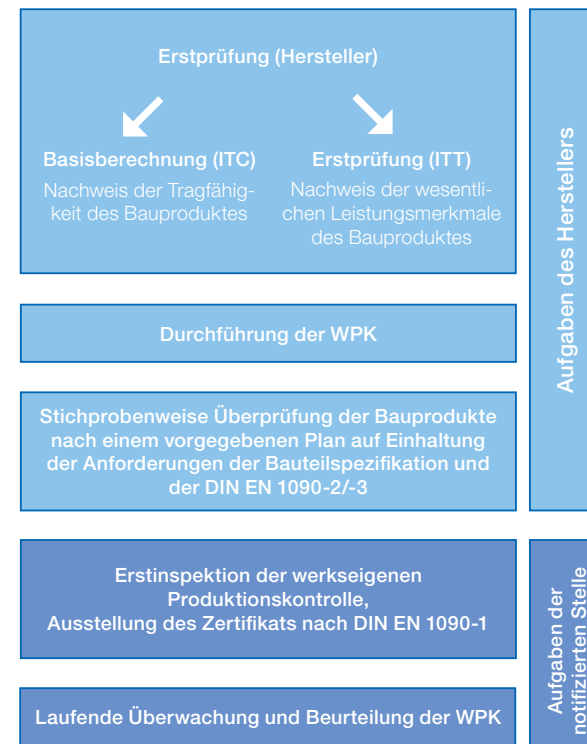 Erstprüfung (Hersteller)
Basisberechnung (ITC)
Nachweis der Tragfähig-
keit des Bauproduktes
Erstprüfung (ITT)
Nachweis der wesentli-
chen Leistungsmerkmale
des Bauproduktes
Durchführung der WPK
Stichprobenweise Überprüfung der Bauprodukte
nach einem vorgegebenen Plan auf Einhaltung
der Anforderungen der Bauteilspezifikation und
der DIN EN 1090-2/-3
Aufgaben des Herstellers
Erstinspektion der werkseigenen
Produktionskontrolle,
Ausstellung des Zertifikats nach DIN EN 1090-1
Laufende Überwachung und Beurteilung der WPK
Aufgaben der
notifizierten Stelle